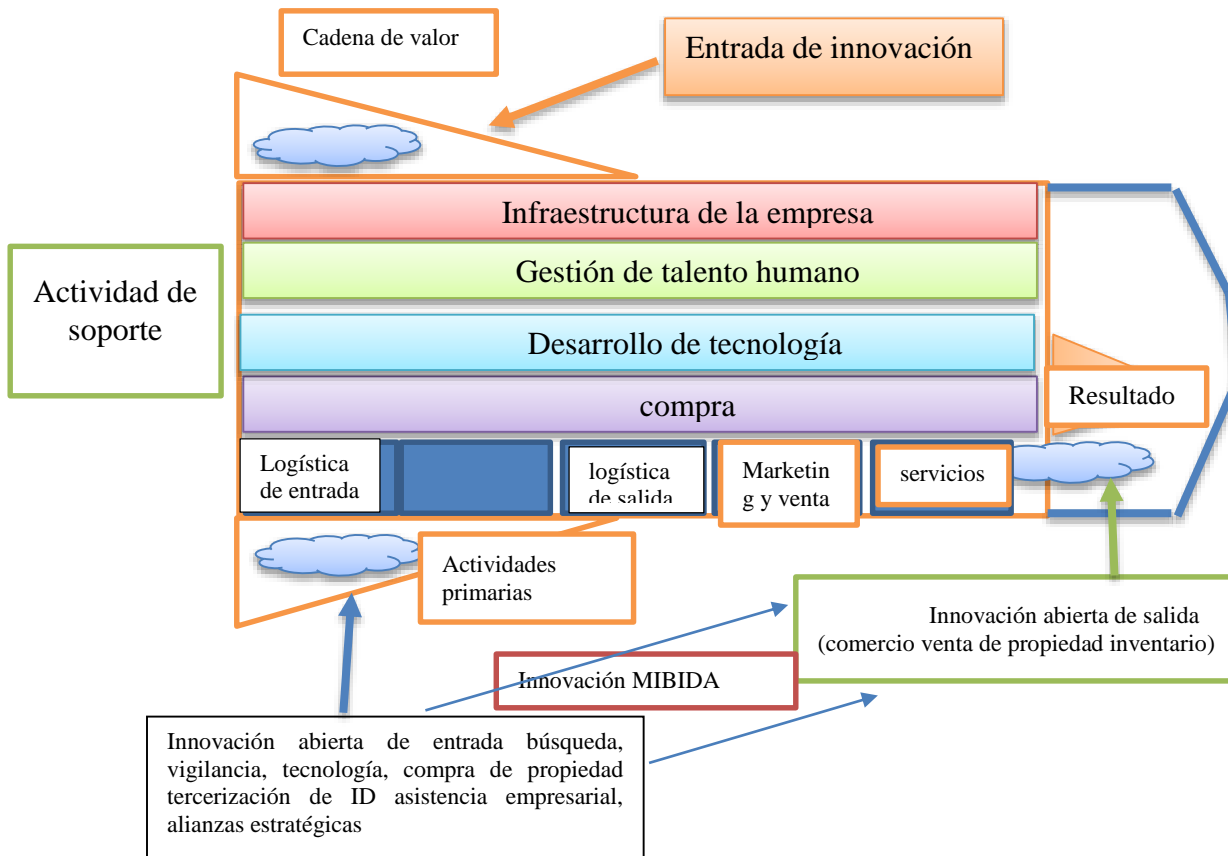 Cadena de valor
Entrada de innovación
Infraestructura de la empresa
Gestión de talento humano
Actividad de
soporte
Desarrollo de tecnología
compra
Resultado
Logística
de entrada
logística
de salida
Marketin
g y venta
servicios
Actividades
primarias
Innovación abierta de salida
(comercio venta de propiedad inventario)
Innovación MIBIDA
Innovación abierta de entrada búsqueda,
vigilancia, tecnología, compra de propiedad
tercerización de ID asistencia empresarial,
alianzas estratégicas